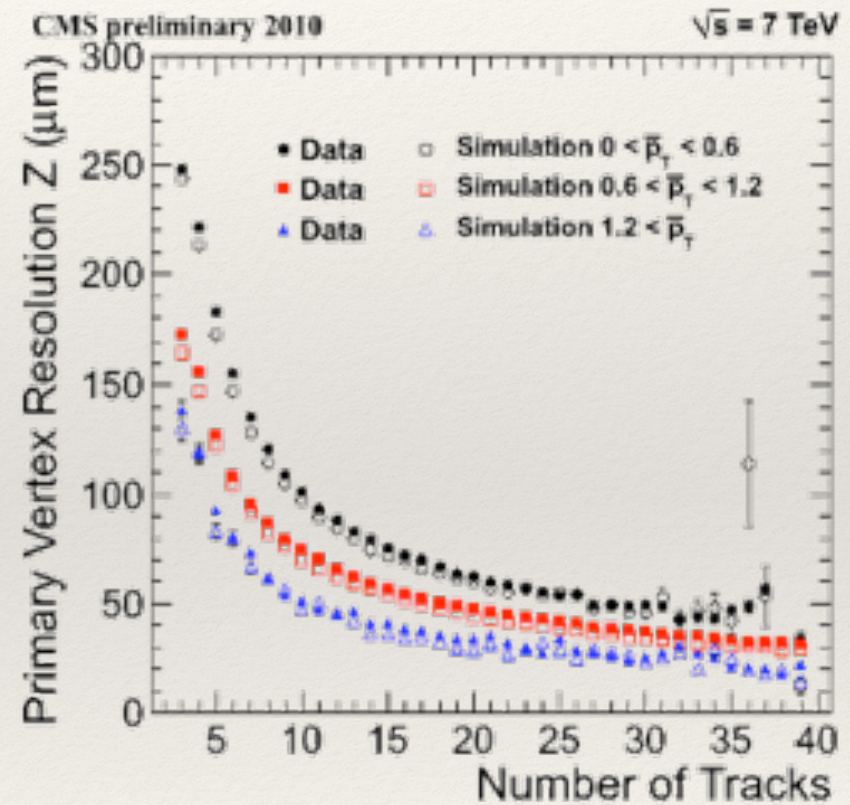 CMS preliminary 2010
√s = 7 TeV
Primary Vertex Resolution Z (μm)
300
250
200
150
100
50
0
Data
Simulation 0 < p̅T < 0.6
Data
Simulation 0.6 < p̅T < 1.2
Data
Simulation 1.2 < p̅T
5 10 15 20 25 30 35 40
Number of Tracks